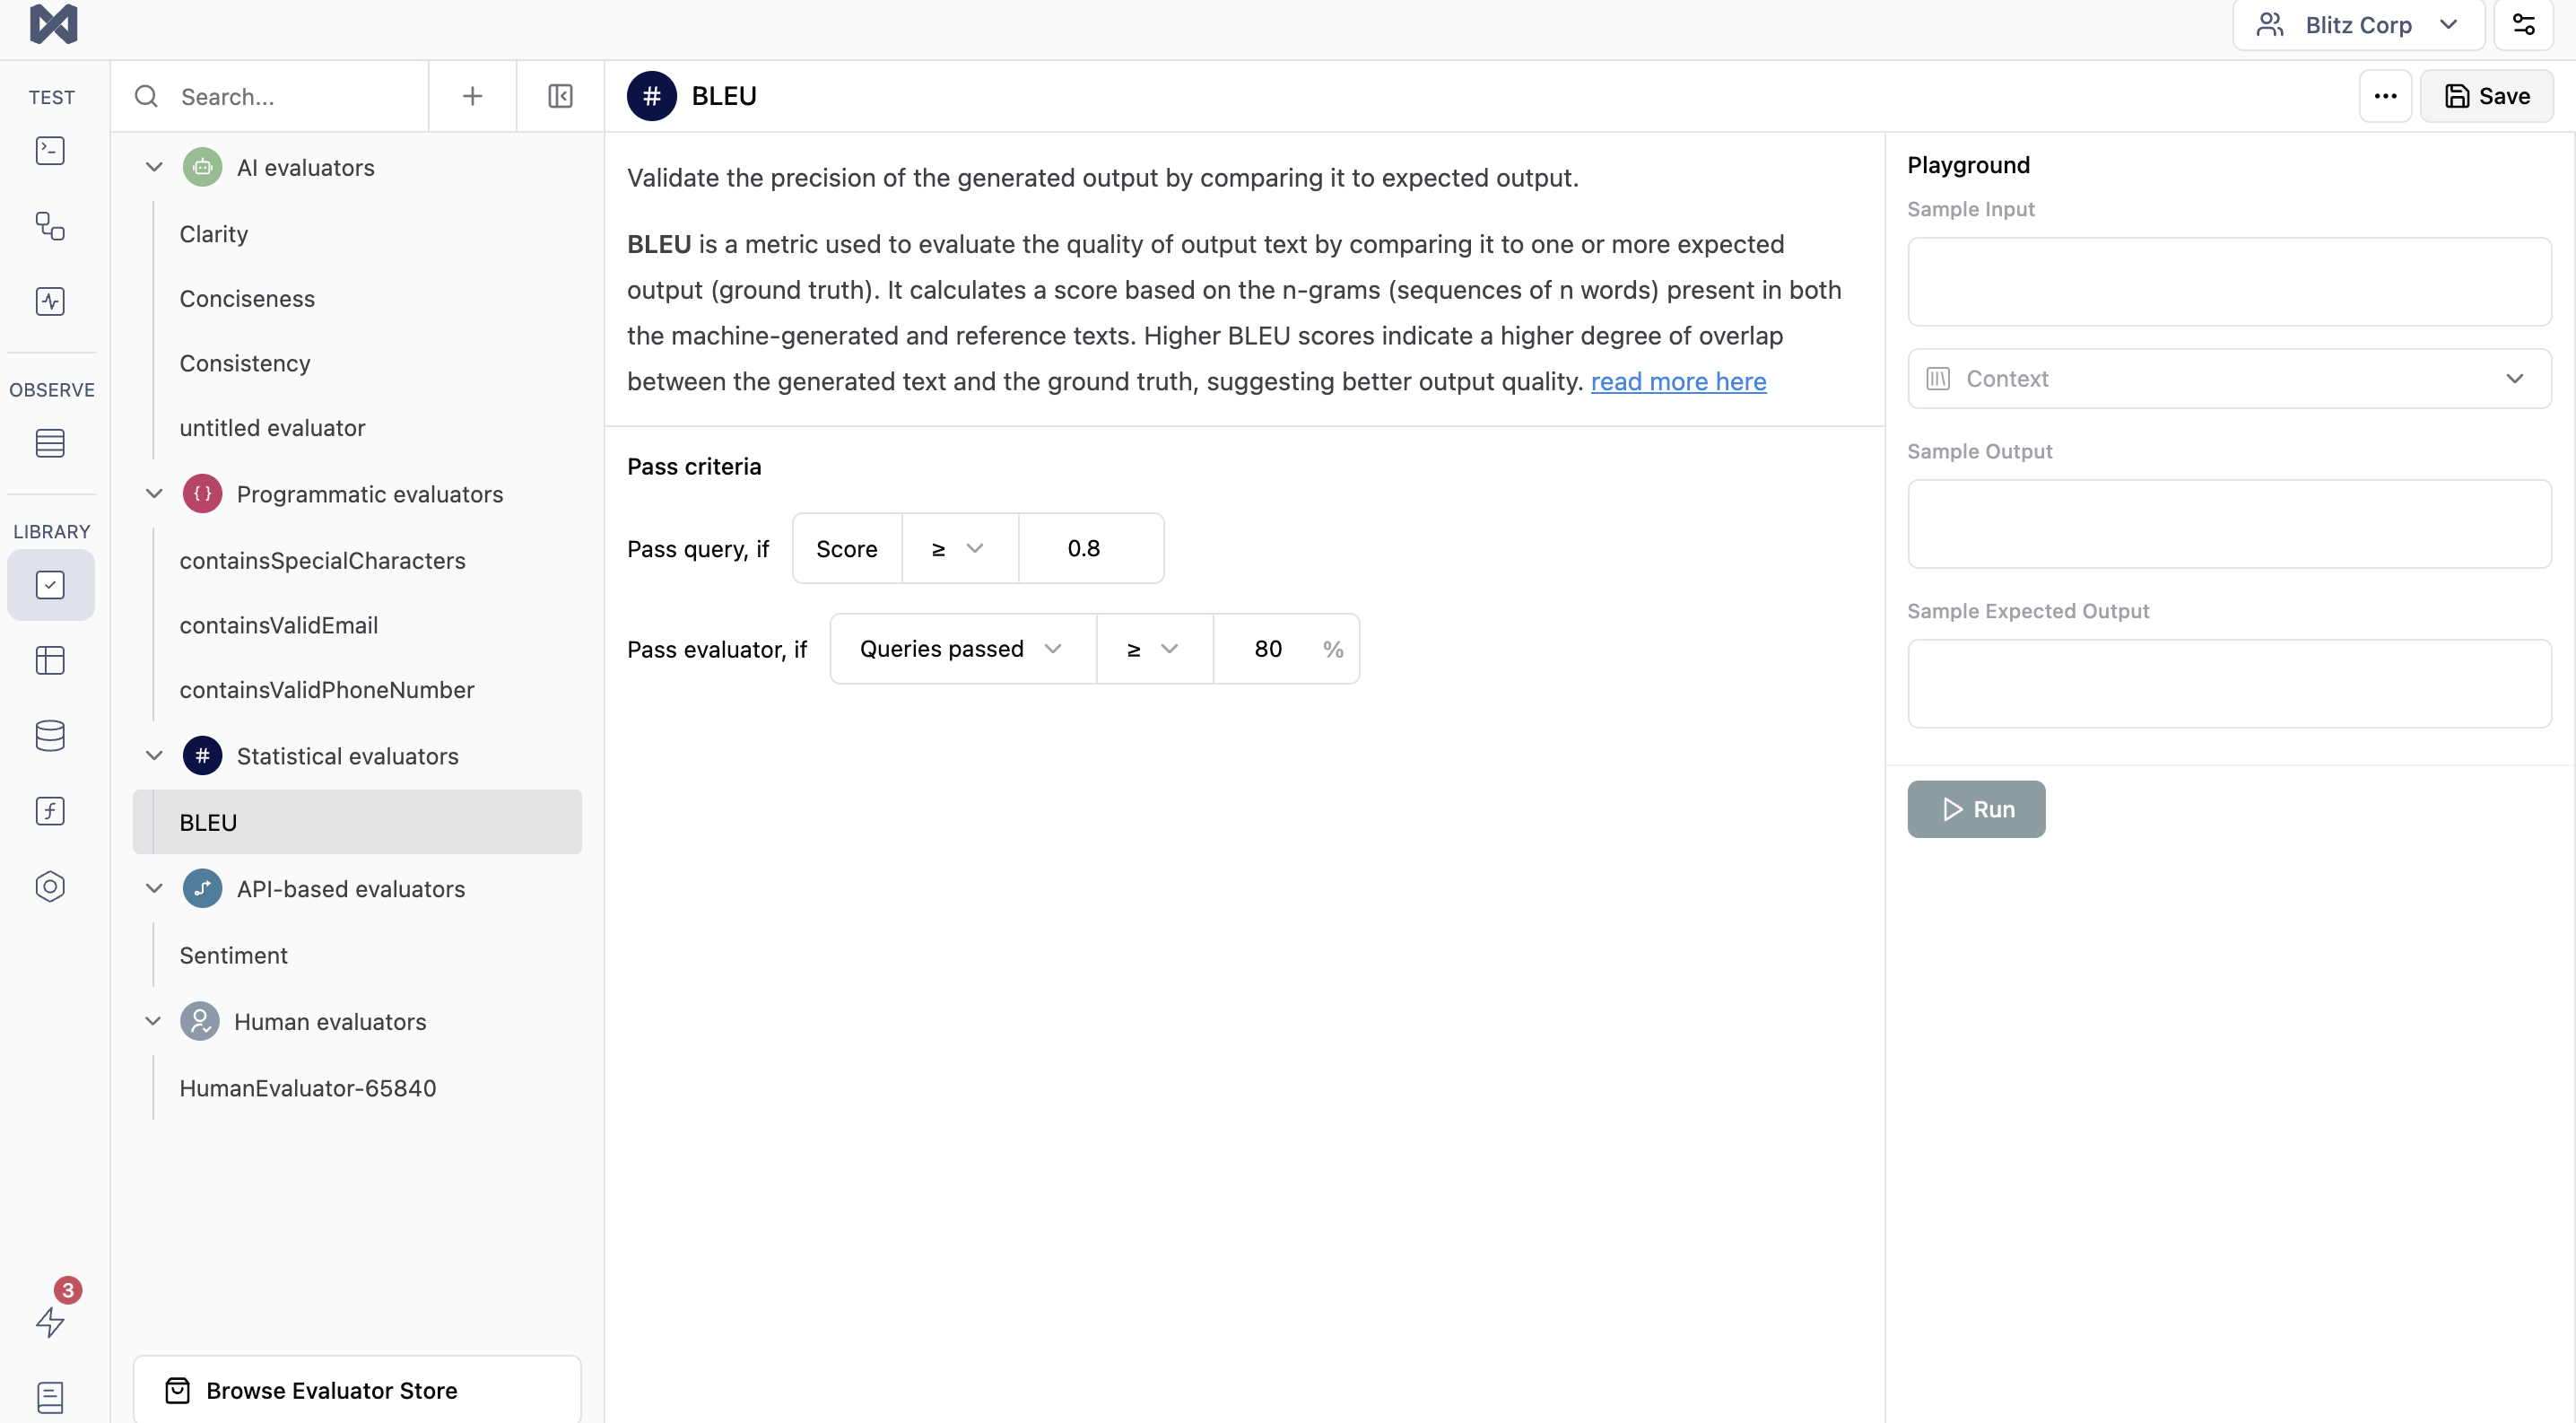 Blitz Corp
TEST
OBSERVE
LIBRARY
3
Search...
AI evaluators
Clarity
Conciseness
Consistency
untitled evaluator
{ } Programmatic evaluators
containsSpecialCharacters
containsValidEmail
containsValidPhoneNumber
# Statistical evaluators
BLEU
API-based evaluators
Sentiment
Human evaluators
HumanEvaluator-65840
Browse Evaluator Store
# BLEU
... Save
Validate the precision of the generated output by comparing it to expected output.
BLEU is a metric used to evaluate the quality of output text by comparing it to one or more expected
output (ground truth). It calculates a score based on the n-grams (sequences of n words) present in both
the machine-generated and reference texts. Higher BLEU scores indicate a higher degree of overlap
between the generated text and the ground truth, suggesting better output quality. read more here
Pass criteria
Pass query, if Score ≥ 0.8
Pass evaluator, if Queries passed ≥ 80 %
Playground
Sample Input
Context
Sample Output
Sample Expected Output
Run